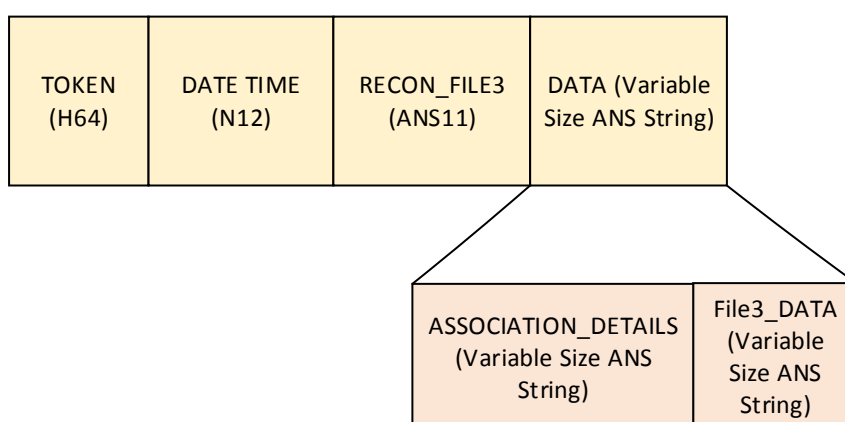 TOKEN
(H64)
DATE TIME
(N12)
RECON_FILE3
(ANS11)
DATA (Variable
Size ANS String)
ASSOCIATION_DETAILS
(Variable Size ANS
String)
File3_DATA
(Variable
Size ANS
String)